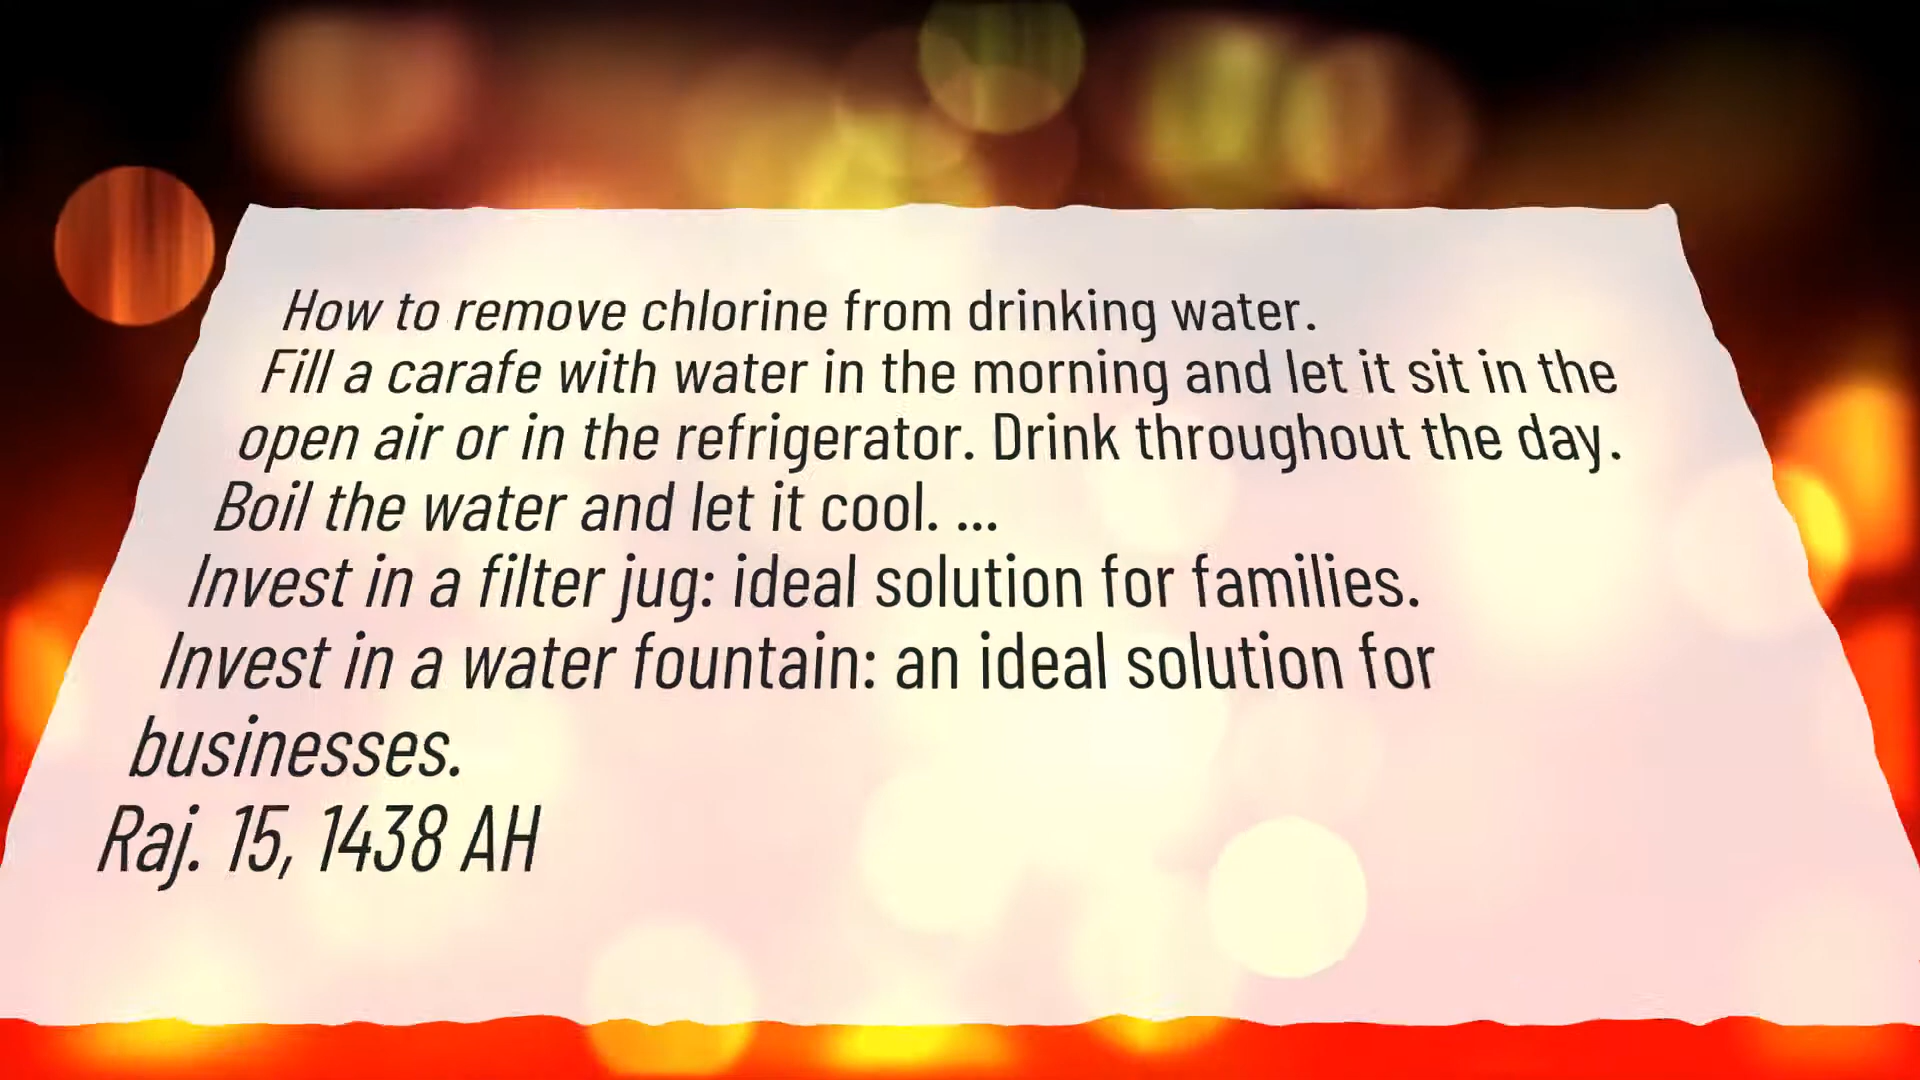 How to remove chlorine from drinking water.
Fill a carafe with water in the morning and let it sit in the
open air or in the refrigerator. Drink throughout the day.
Boil the water and let it cool. ...
Invest in a filter jug: ideal solution for families.
Invest in a water fountain: an ideal solution for
businesses.
Raj. 15, 1438 AH